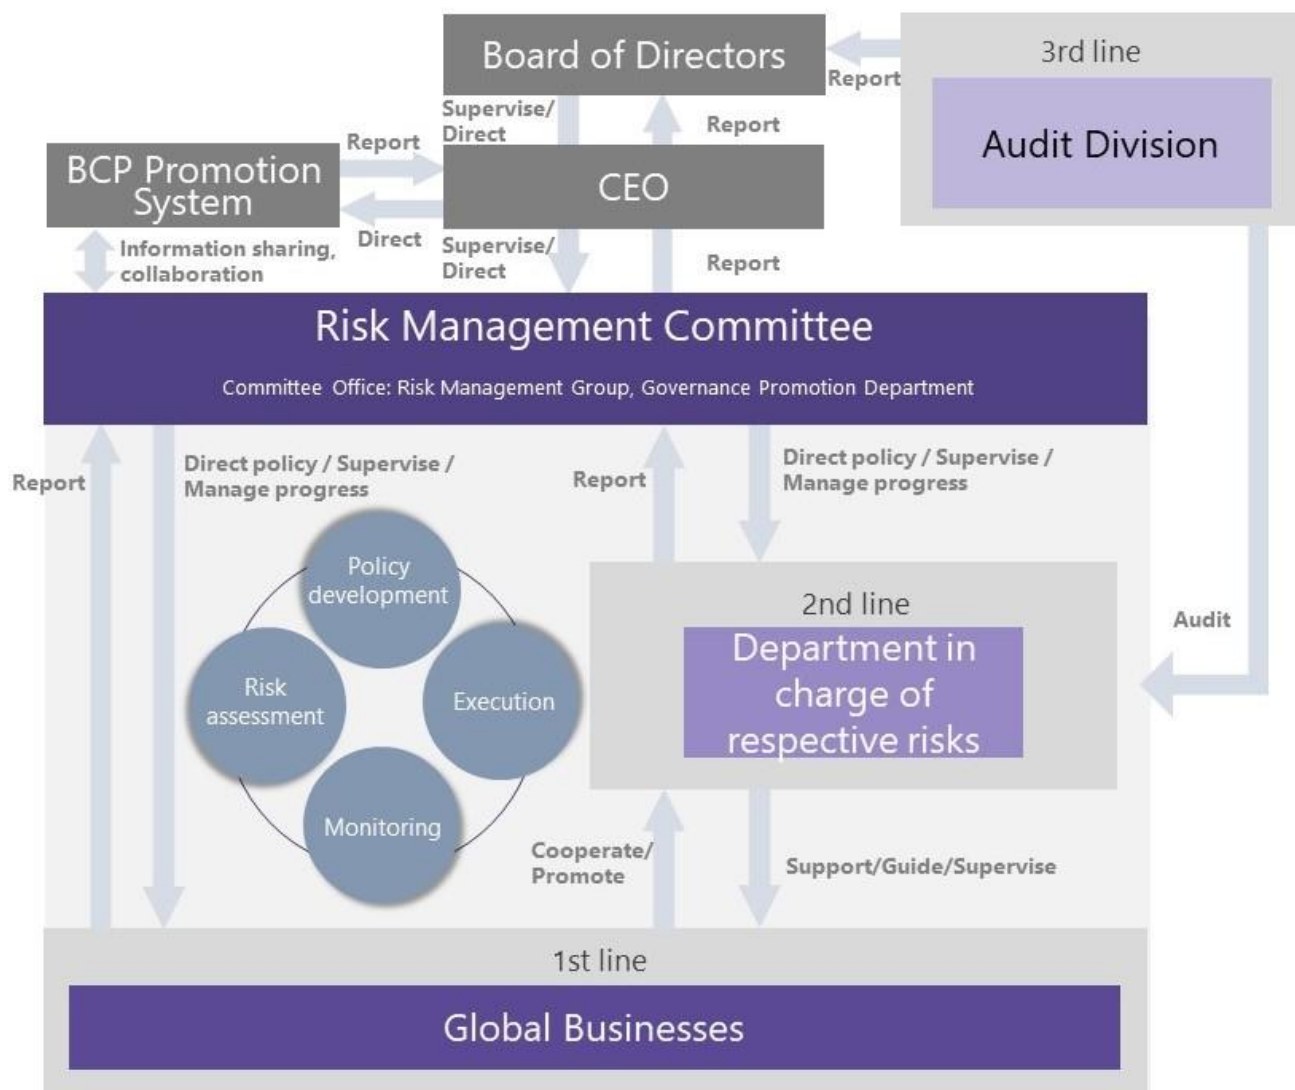 Board of Directors
3rd line
Report
Audit Division
Supervise/
Direct
Report
Report
BCP Promotion
System
CEO
Direct
Information sharing,
collaboration
Supervise/
Direct
Report
Risk Management Committee
Committee Office: Risk Management Group, Governance Promotion Department
Report
Direct policy / Supervise /
Manage progress
Report
Direct policy / Supervise /
Manage progress
Policy
development
Risk
assessment
Execution
Monitoring
2nd line
Department in
charge of
respective risks
Audit
Cooperate/
Promote
Support/Guide/Supervise
1st line
Global Businesses